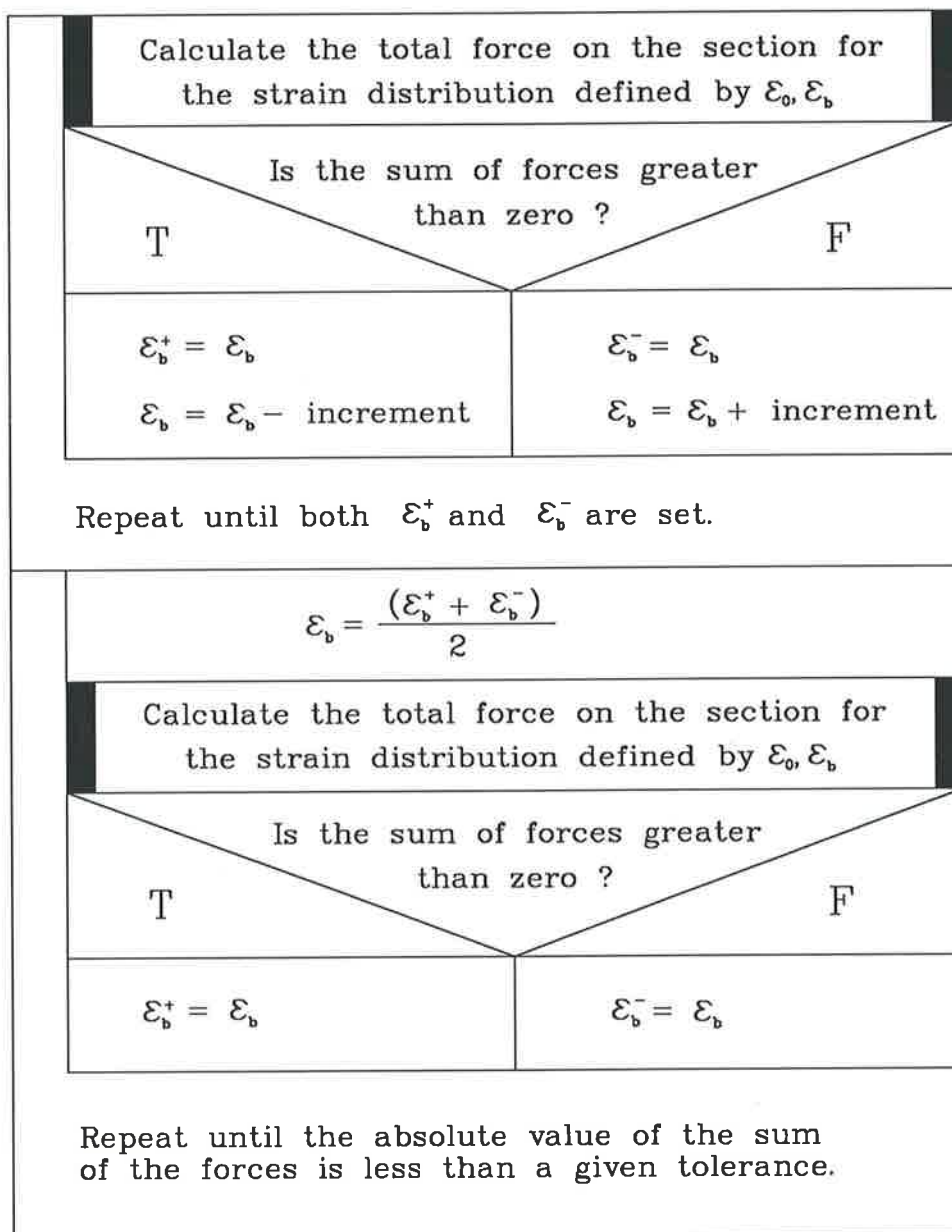 Calculate the total force on the section for
the strain distribution defined by ε₀, ε_b
Is the sum of forces greater
than zero ?
T
F
ε_b⁺ = ε_b
ε_b = ε_b − increment
ε_b⁻ = ε_b
ε_b = ε_b + increment
Repeat until both ε_b⁺ and ε_b⁻ are set.
ε_b = (ε_b⁺ + ε_b⁻) / 2
Calculate the total force on the section for
the strain distribution defined by ε₀, ε_b
Is the sum of forces greater
than zero ?
T
F
ε_b⁺ = ε_b
ε_b⁻ = ε_b
Repeat until the absolute value of the sum
of the forces is less than a given tolerance.